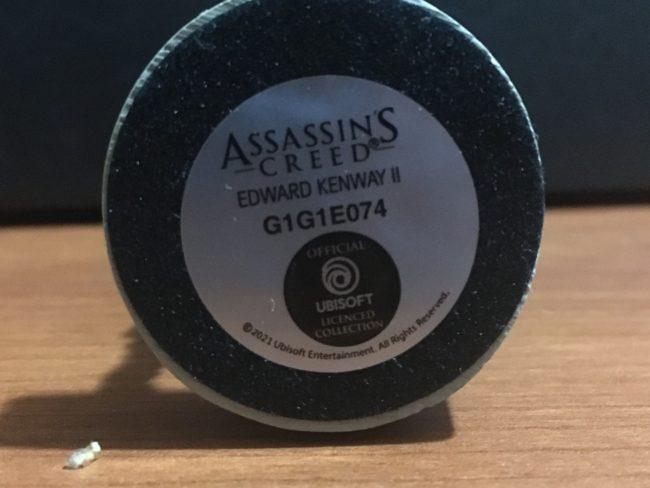 ASSASSIN'S
CREED®
EDWARD KENWAY II
G1G1E074
OFFICIAL
UBISOFT
LICENCED
COLLECTION
©2021 Ubisoft Entertainment. All Rights Reserved.